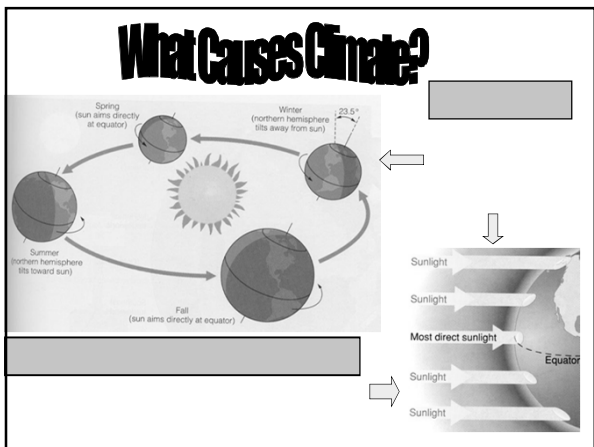 What Causes Climate?
Spring
(sun aims directly
at equator)
Winter
(northern hemisphere
tilts away from sun)
23.5°
Summer
(northern hemisphere
tilts toward sun)
Fall
(sun aims directly at equator)
Sunlight
Sunlight
Most direct sunlight
Equator
Sunlight
Sunlight